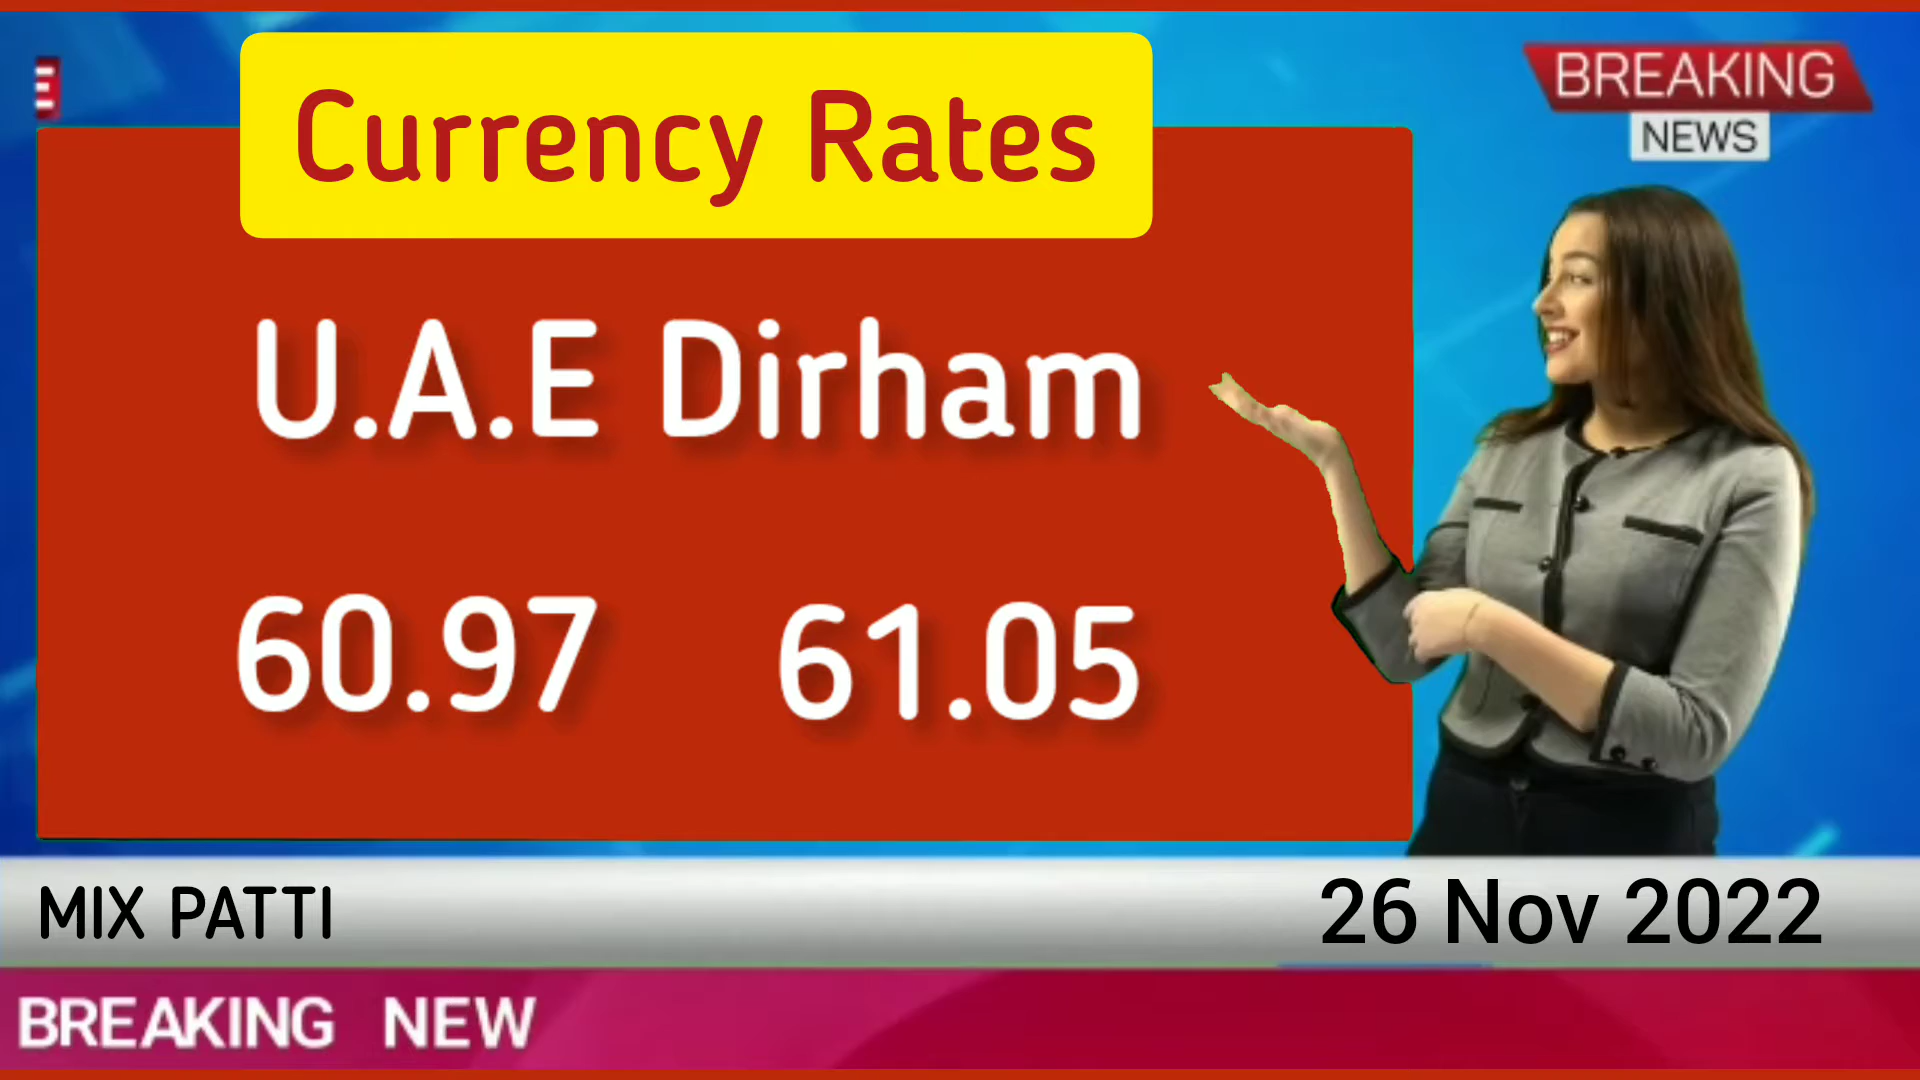 E
Currency Rates
BREAKING
NEWS
U.A.E Dirham
60.97 61.05
MIX PATTI
26 Nov 2022
BREAKING NEW